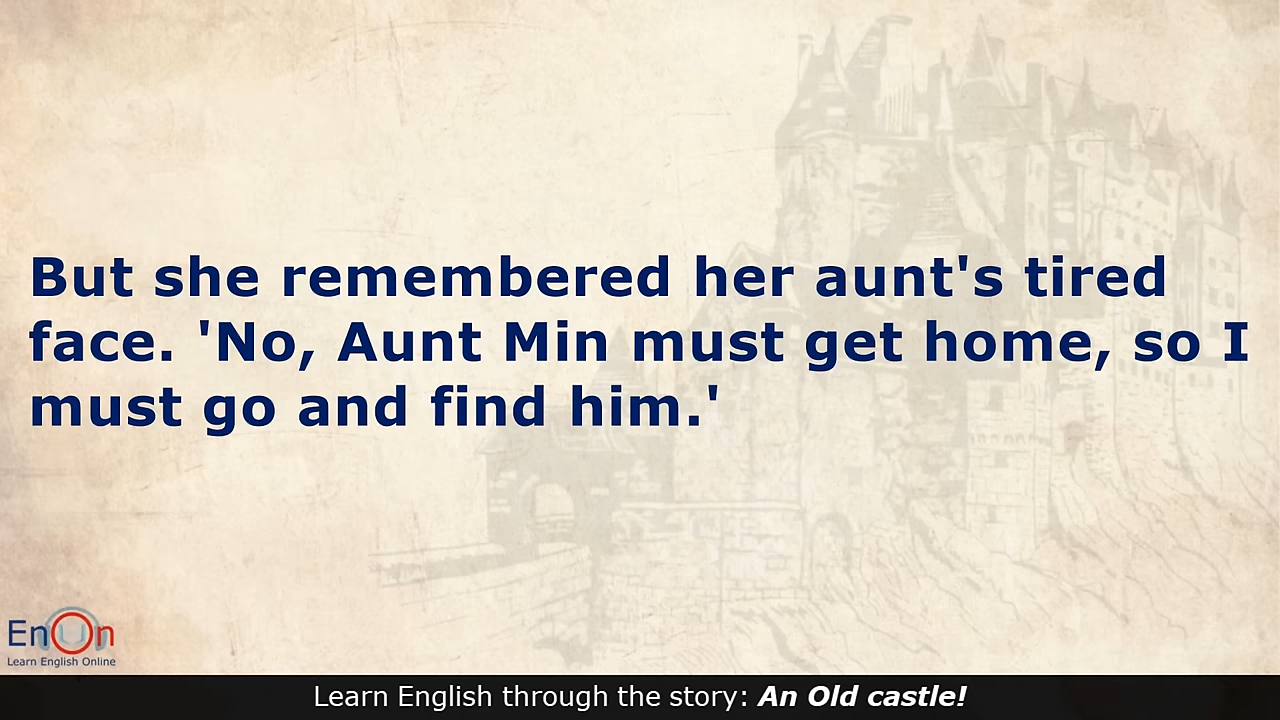 But she remembered her aunt's tired
face. 'No, Aunt Min must get home, so I
must go and find him.'
EnOn
Learn English Online
Learn English through the story: An Old castle!